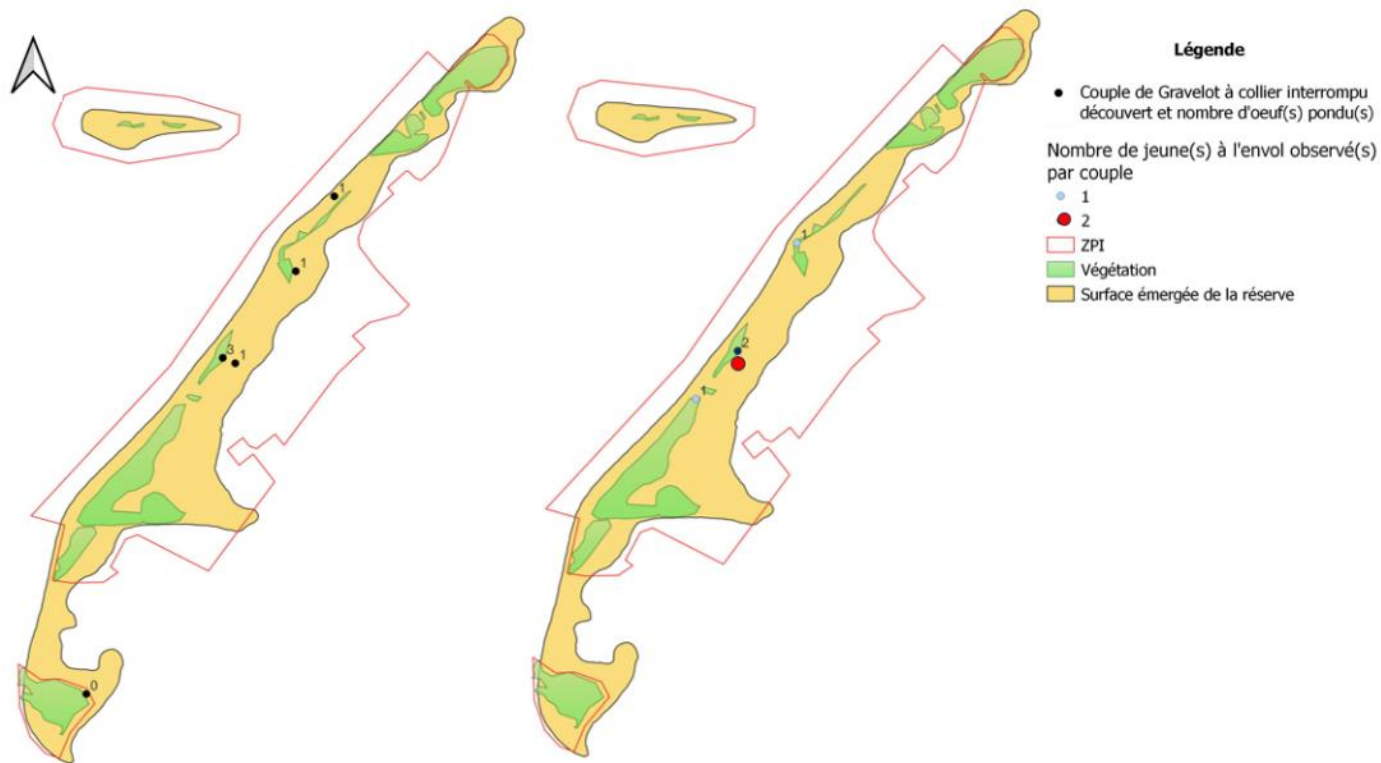 1
1
3
1
0
1
2
1
Légende
Couple de Gravelot à collier interrompu
découvert et nombre d'oeuf(s) pondu(s)
Nombre de jeune(s) à l'envol observé(s)
par couple
1
2
ZPI
Végétation
Surface émergée de la réserve